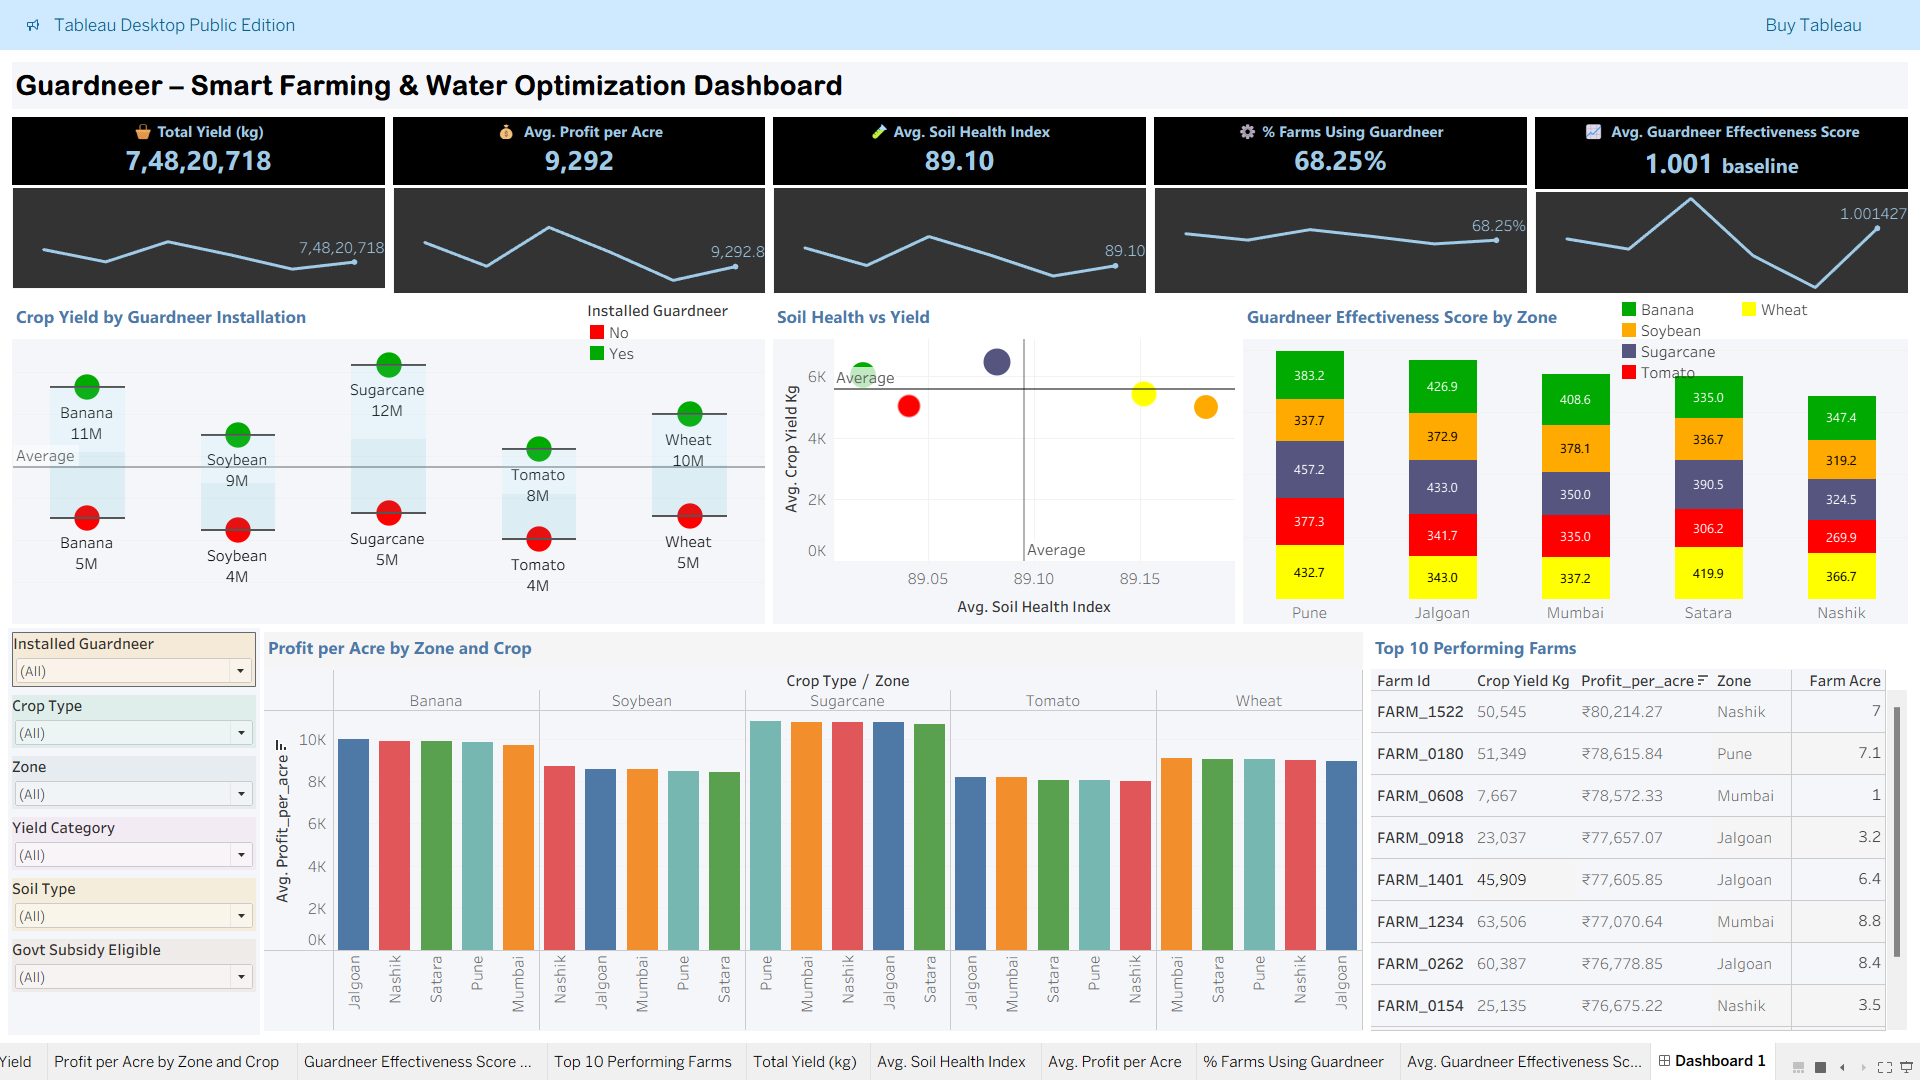 Tableau Desktop Public Edition
Buy Tableau
Guardneer – Smart Farming & Water Optimization Dashboard
Total Yield (kg)
7,48,20,718
7,48,20,718
Avg. Profit per Acre
9,292
9,292.8
Avg. Soil Health Index
89.10
89.10
% Farms Using Guardneer
68.25%
68.25%
Avg. Guardneer Effectiveness Score
1.001 baseline
1.001427
Crop Yield by Guardneer Installation
Installed Guardneer
No
Yes
Banana
11M
Soybean
9M
Sugarcane
12M
Tomato
8M
Wheat
10M
Average
Banana
5M
Soybean
4M
Sugarcane
5M
Tomato
4M
Wheat
5M
Soil Health vs Yield
Avg. Crop Yield Kg
6K
4K
2K
0K
Average
Average
89.05
89.10
89.15
Avg. Soil Health Index
Guardneer Effectiveness Score by Zone
Banana
Soybean
Sugarcane
Tomato
Wheat
383.2
337.7
457.2
377.3
432.7
Pune
426.9
372.9
433.0
341.7
343.0
Jalgoan
408.6
378.1
350.0
335.0
337.2
Mumbai
335.0
336.7
390.5
306.2
419.9
Satara
347.4
319.2
324.5
269.9
366.7
Nashik
Installed Guardneer
(All)
Crop Type
(All)
Zone
(All)
Yield Category
(All)
Soil Type
(All)
Govt Subsidy Eligible
(All)
Profit per Acre by Zone and Crop
Crop Type / Zone
Banana
Soybean
Sugarcane
Tomato
Wheat
Avg. Profit_per_acre
10K
8K
6K
4K
2K
0K
Jalgoan
Nashik
Satara
Pune
Mumbai
Nashik
Jalgoan
Mumbai
Pune
Satara
Pune
Mumbai
Nashik
Jalgoan
Satara
Jalgoan
Mumbai
Satara
Pune
Nashik
Mumbai
Satara
Pune
Nashik
Jalgoan
Top 10 Performing Farms
Farm Id Crop Yield Kg Profit_per_acre Zone Farm Acre
FARM_1522 50,545 ₹80,214.27 Nashik 7
FARM_0180 51,349 ₹78,615.84 Pune 7.1
FARM_0608 7,667 ₹78,572.33 Mumbai 1
FARM_0918 23,037 ₹77,657.07 Jalgoan 3.2
FARM_1401 45,909 ₹77,605.85 Jalgoan 6.4
FARM_1234 63,506 ₹77,070.64 Mumbai 8.8
FARM_0262 60,387 ₹76,778.85 Jalgoan 8.4
FARM_0154 25,135 ₹76,675.22 Nashik 3.5
Yield
Profit per Acre by Zone and Crop
Guardneer Effectiveness Score ...
Top 10 Performing Farms
Total Yield (kg)
Avg. Soil Health Index
Avg. Profit per Acre
% Farms Using Guardneer
Avg. Guardneer Effectiveness Sc...
Dashboard 1